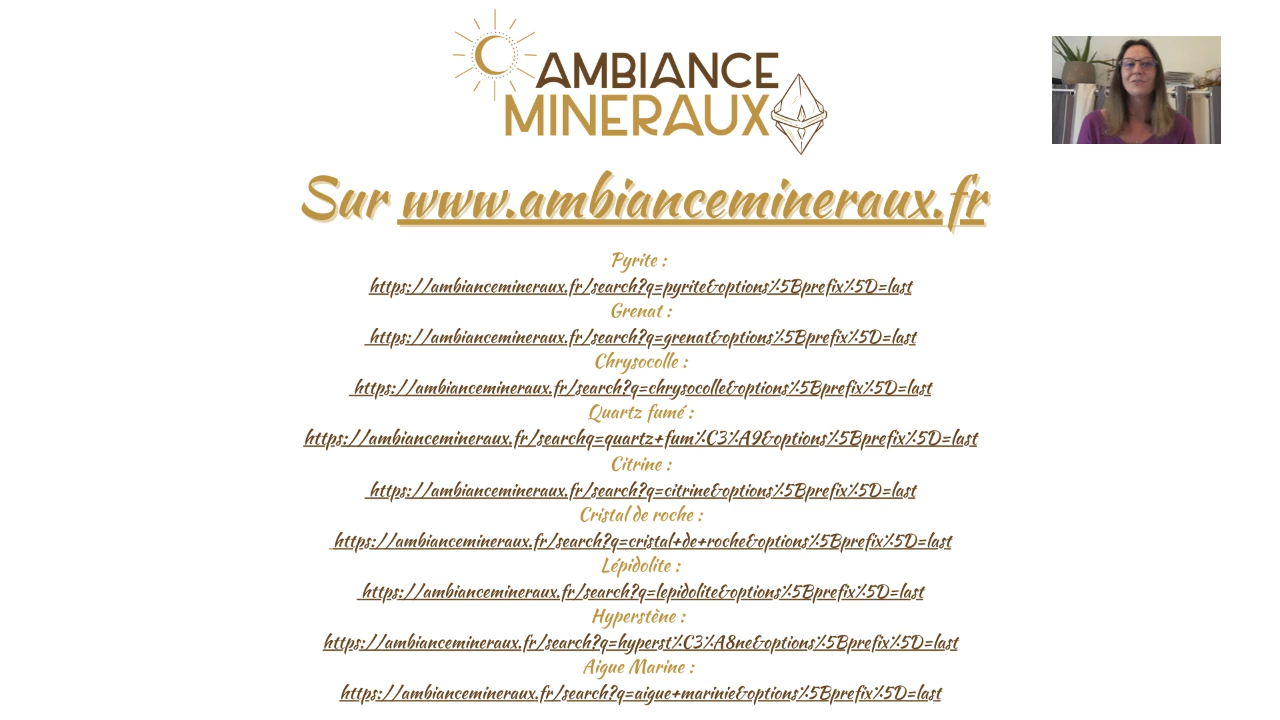 AMBIANCE
MINERAUX
Sur www.ambiancemineraux.fr
Pyrite :
https://ambiancemineraux.fr/search?q=pyrite&options%5Bprefix%5D=last
Grenat :
https://ambiancemineraux.fr/search?q=grenat&options%5Bprefix%5D=last
Chrysocolle :
https://ambiancemineraux.fr/search?q=chrysocolle&options%5Bprefix%5D=last
Quartz fumé :
https://ambiancemineraux.fr/searchq=quartz+fum%C3%A9&options%5Bprefix%5D=last
Citrine :
https://ambiancemineraux.fr/search?q=citrine&options%5Bprefix%5D=last
Cristal de roche :
https://ambiancemineraux.fr/search?q=cristal+de+roche&options%5Bprefix%5D=last
Lépidolite :
https://ambiancemineraux.fr/search?q=lepidolite&options%5Bprefix%5D=last
Hyperstène :
https://ambiancemineraux.fr/search?q=hyperst%C3%A8ne&options%5Bprefix%5D=last
Aigue Marine :
https://ambiancemineraux.fr/search?q=aigue+marinie&options%5Bprefix%5D=last